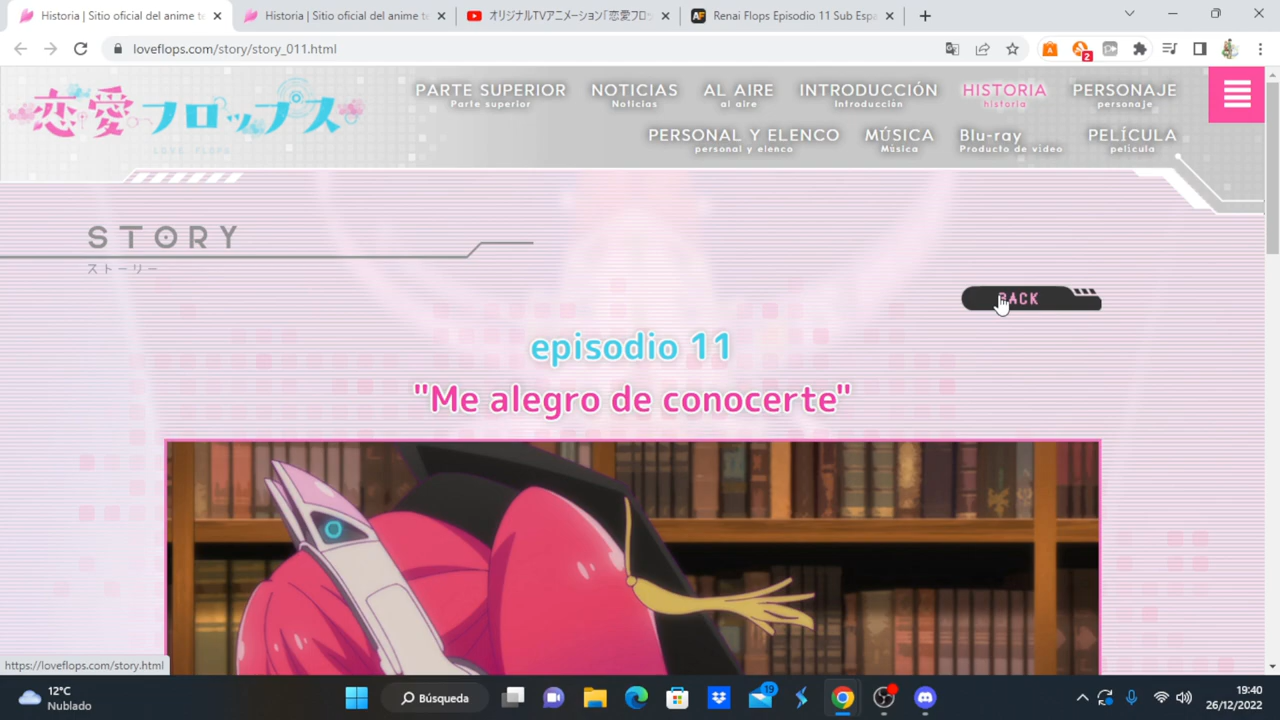 Historia | Sitio oficial del anime te
Historia | Sitio oficial del anime te
オリジナルTVアニメーション「恋愛フロッ
Renai Flops Episodio 11 Sub Espa
loveflops.com/story/story_011.html
2
恋愛フロップス
LOVE FLOPS
PARTE SUPERIOR
Parte superior
NOTICIAS
Noticias
AL AIRE
al aire
INTRODUCCIÓN
Introducción
HISTORIA
historia
PERSONAJE
personaje
PERSONAL Y ELENCO
personal y elenco
MÚSICA
Música
Blu-ray
Producto de video
PELÍCULA
película
STORY
ストーリー
BACK
episodio 11
"Me alegro de conocerte"
https://loveflops.com/story.html
12°C
Nublado
Búsqueda
19
19:40
26/12/2022